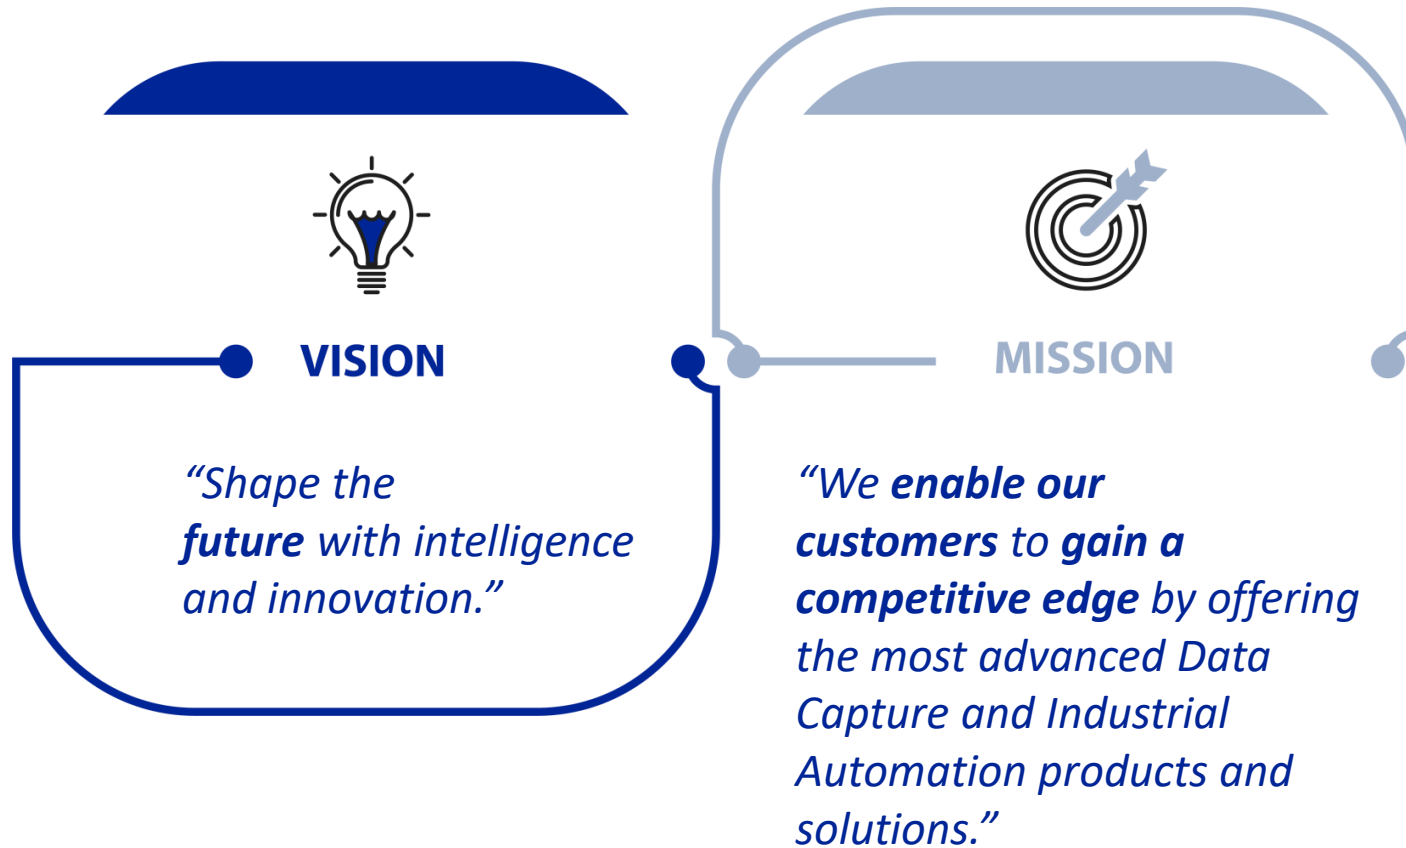 VISION
“Shape the
future with intelligence
and innovation.”
MISSION
“We enable our
customers to gain a
competitive edge by offering
the most advanced Data
Capture and Industrial
Automation products and
solutions.”